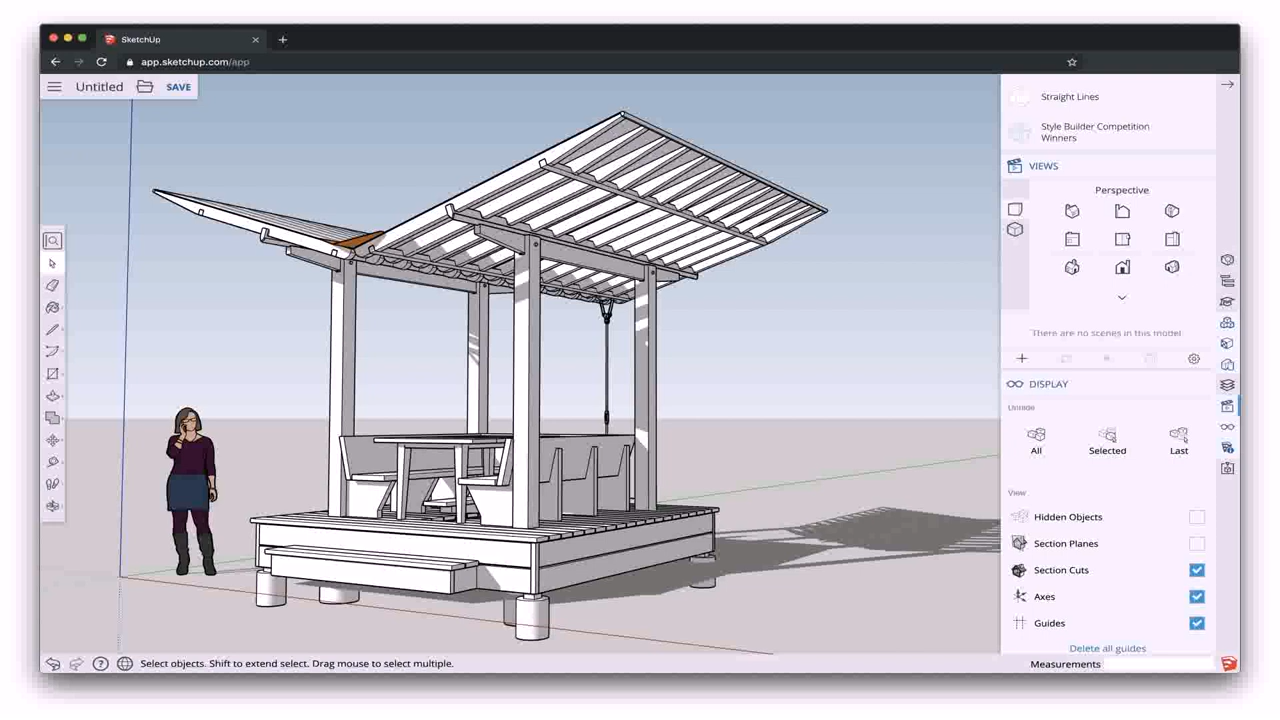 SketchUp
app.sketchup.com/app
Untitled
SAVE
Straight Lines
Style Builder Competition
Winners
VIEWS
Perspective
There are no scenes in this model
DISPLAY
Unhide
All
Selected
Last
View
Hidden Objects
Section Planes
Section Cuts
Axes
Guides
Delete all guides
Select objects. Shift to extend select. Drag mouse to select multiple.
Measurements